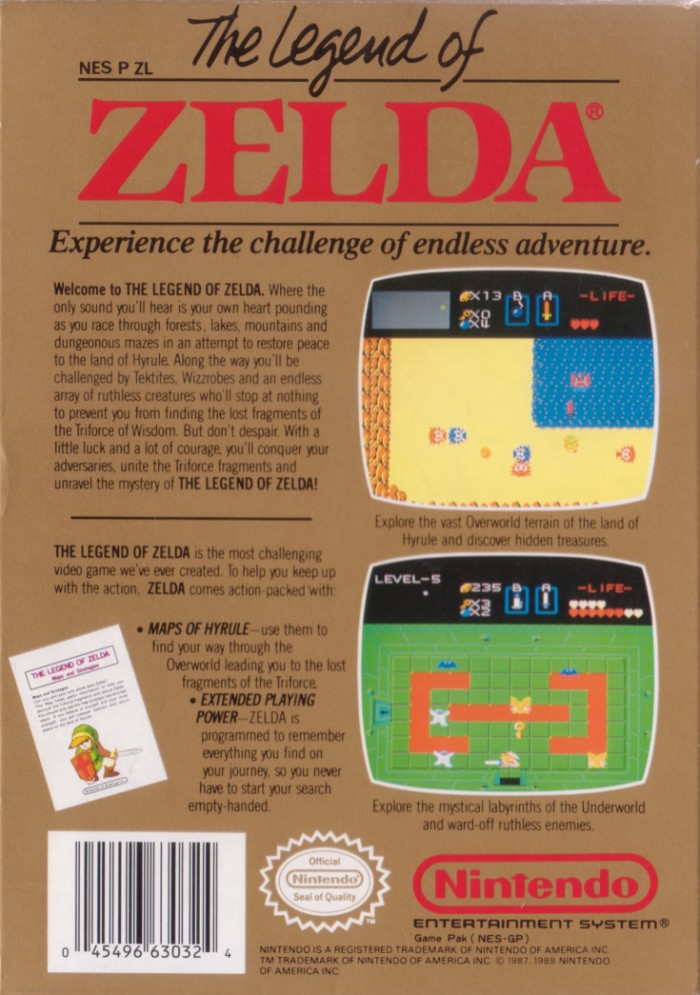 The Legend of
NES P ZL
ZELDA®
Experience the challenge of endless adventure.
Welcome to THE LEGEND OF ZELDA. Where the
only sound you'll hear is your own heart pounding
as you race through forests, lakes, mountains and
dungeonous mazes in an attempt to restore peace
to the land of Hyrule. Along the way you'll be
challenged by Tektites, Wizzrobes and an endless
array of ruthless creatures who'll stop at nothing
to prevent you from finding the lost fragments of
the Triforce of Wisdom. But don't despair. With a
little luck and a lot of courage, you'll conquer your
adversaries, unite the Triforce fragments and
unravel the mystery of THE LEGEND OF ZELDA!
X13 B A -LIFE-
X0
X4
Explore the vast Overworld terrain of the land of
Hyrule and discover hidden treasures.
THE LEGEND OF ZELDA is the most challenging
video game we've ever created. To help you keep up
with the action, ZELDA comes action-packed with:
• MAPS OF HYRULE—use them to
find your way through the
Overworld leading you to the lost
fragments of the Triforce.
• EXTENDED PLAYING
POWER—ZELDA is
programmed to remember
everything you find on
your journey, so you never
have to start your search
empty-handed.
THE LEGEND OF ZELDA
Maps and Strategies
LEVEL-5
235 B A -LIFE-
X2
Explore the mystical labyrinths of the Underworld
and ward-off ruthless enemies.
0 45496 63032 4
Official
Nintendo
Seal of Quality
TM
Nintendo
ENTERTAINMENT SYSTEM®
Game Pak (NES-GP)
NINTENDO IS A REGISTERED TRADEMARK OF NINTENDO OF AMERICA INC.
TM TRADEMARK OF NINTENDO OF AMERICA INC. © 1987, 1989 NINTENDO
OF AMERICA INC.